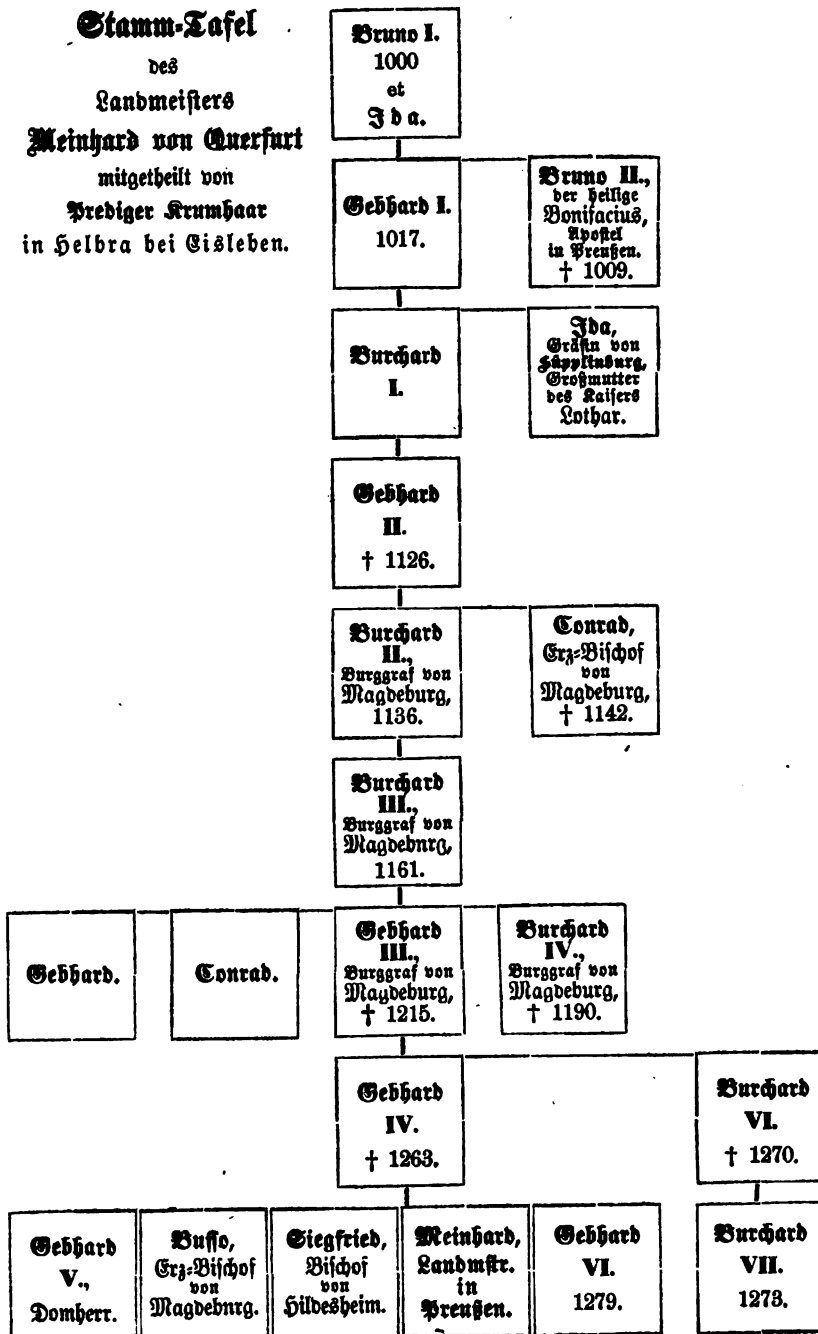 Stamm-Tafel
des
Landmeisters
Meinhard von Querfurt
mitgetheilt von
Prediger Krumhaar
in Helbra bei Eisleben.
Bruno I.
1000
et
Ida.
Gebhard I.
1017.
Bruno II.,
der heilige
Bonifacius,
Apostel
in Preußen.
† 1009.
Burchard
I.
Ida,
Gräfin von
Süpplinburg,
Großmutter
des Kaisers
Lothar.
Gebhard
II.
† 1126.
Burchard
II.,
Burggraf von
Magdeburg,
1136.
Conrad,
Erz-Bischof
von
Magdeburg,
† 1142.
Burchard
III.,
Burggraf von
Magdebnrg,
1161.
Gebhard.
Conrad.
Gebhard
III.,
Burggraf von
Magdeburg,
† 1215.
Burchard
IV.,
Burggraf von
Magdeburg,
† 1190.
Gebhard
IV.
† 1263.
Burchard
VI.
† 1270.
Gebhard
V.,
Domherr.
Busso,
Erz-Bischof
von
Magdebnrg.
Siegfried,
Bischof
von
Hildesheim.
Meinhard,
Landmstr.
in
Preußen.
Gebhard
VI.
1279.
Burchard
VII.
1273.